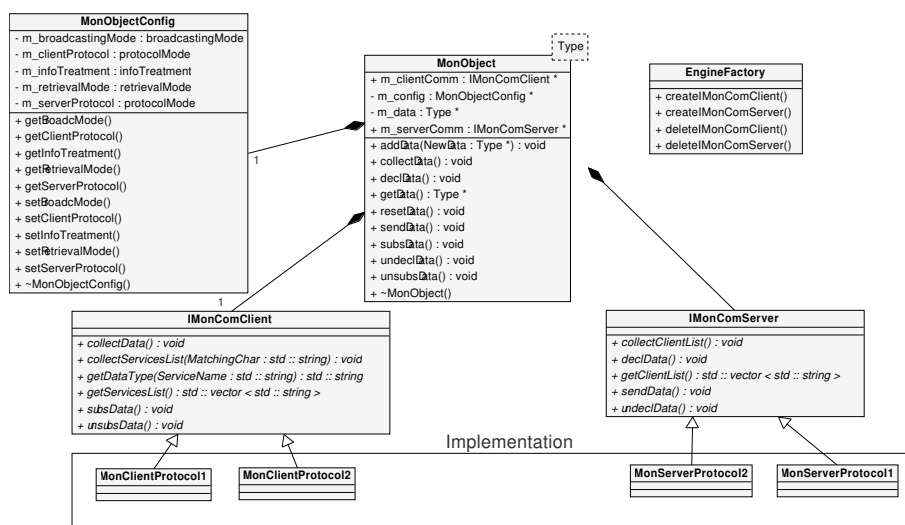 MonObjectConfig
- m_broadcastingMode : broadcastingMode
- m_clientProtocol : protocolMode
- m_infoTreatment : infoTreatment
- m_retrievalMode : retrievalMode
- m_serverProtocol : protocolMode
+ getBoadcMode()
+ getClientProtocol()
+ getInfoTreatment()
+ getRetrievalMode()
+ getServerProtocol()
+ setBoadcMode()
+ setClientProtocol()
+ setInfoTreatment()
+ setRetrievalMode()
+ setServerProtocol()
+ ~MonObjectConfig()
1
1
Type
MonObject
+ m_clientComm : IMonComClient *
- m_config : MonObjectConfig *
- m_data : Type *
+ m_serverComm : IMonComServer *
+ addData(NewData : Type *) : void
+ collectData() : void
+ declData() : void
+ getData() : Type *
+ resetData() : void
+ sendData() : void
+ subsData() : void
+ undeclData() : void
+ unsubsData() : void
+ ~MonObject()
EngineFactory
+ createIMonComClient()
+ createIMonComServer()
+ deleteIMonComClient()
+ deleteIMonComServer()
IMonComClient
+ collectData() : void
+ collectServicesList(MatchingChar : std :: string) : void
+ getDataType(ServiceName : std :: string) : std :: string
+ getServicesList() : std :: vector < std :: string >
+ subsData() : void
+ unsubsData() : void
IMonComServer
+ collectClientList() : void
+ declData() : void
+ getClientList() : std :: vector < std :: string >
+ sendData() : void
+ undeclData() : void
Implementation
MonClientProtocol1
MonClientProtocol2
MonServerProtocol2
MonServerProtocol1